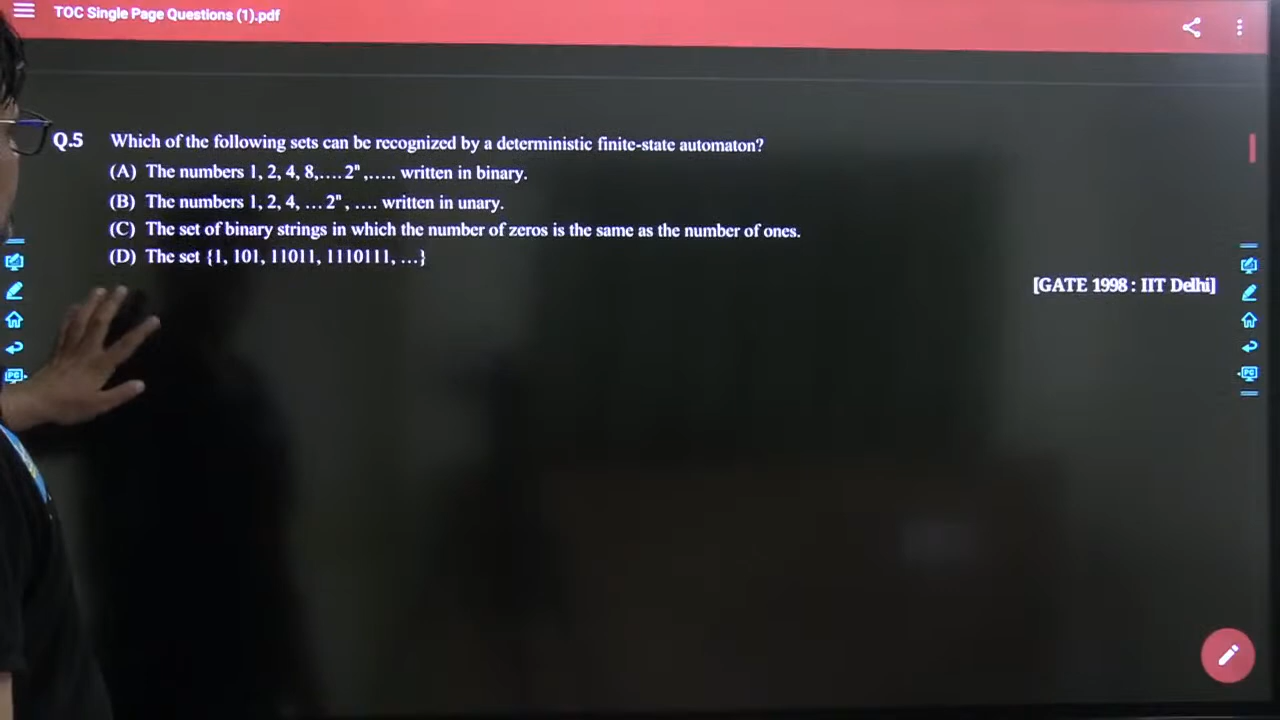 TOC Single Page Questions (1).pdf
Q.5 Which of the following sets can be recognized by a deterministic finite-state automaton?
(A) The numbers 1, 2, 4, 8,.... 2ⁿ ,..... written in binary.
(B) The numbers 1, 2, 4, ... 2ⁿ , .... written in unary.
(C) The set of binary strings in which the number of zeros is the same as the number of ones.
(D) The set {1, 101, 11011, 1110111, ...}
[GATE 1998 : IIT Delhi]
PC
PC